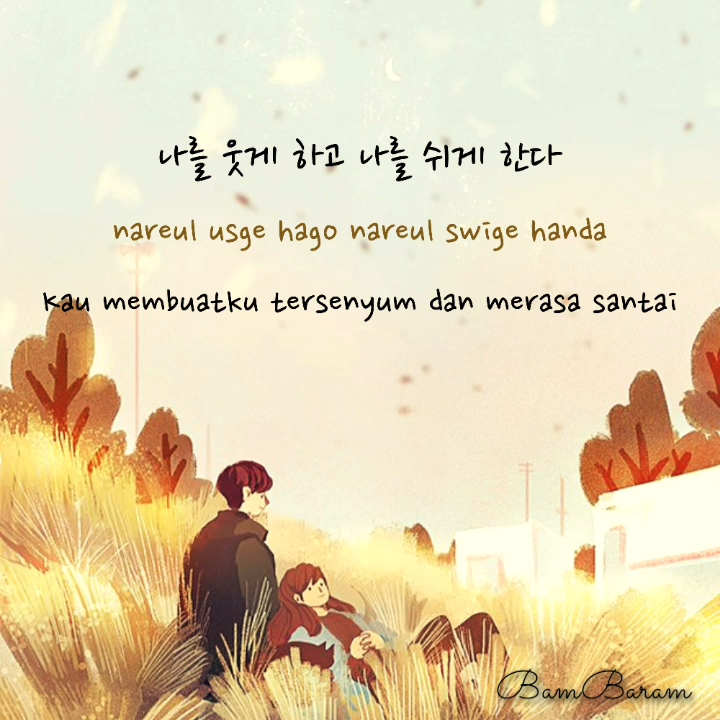 나를 웃게 하고 나를 쉬게 한다
nareul usge hago nareul swige handa
kau membuatku tersenyum dan merasa santai
BamBaram